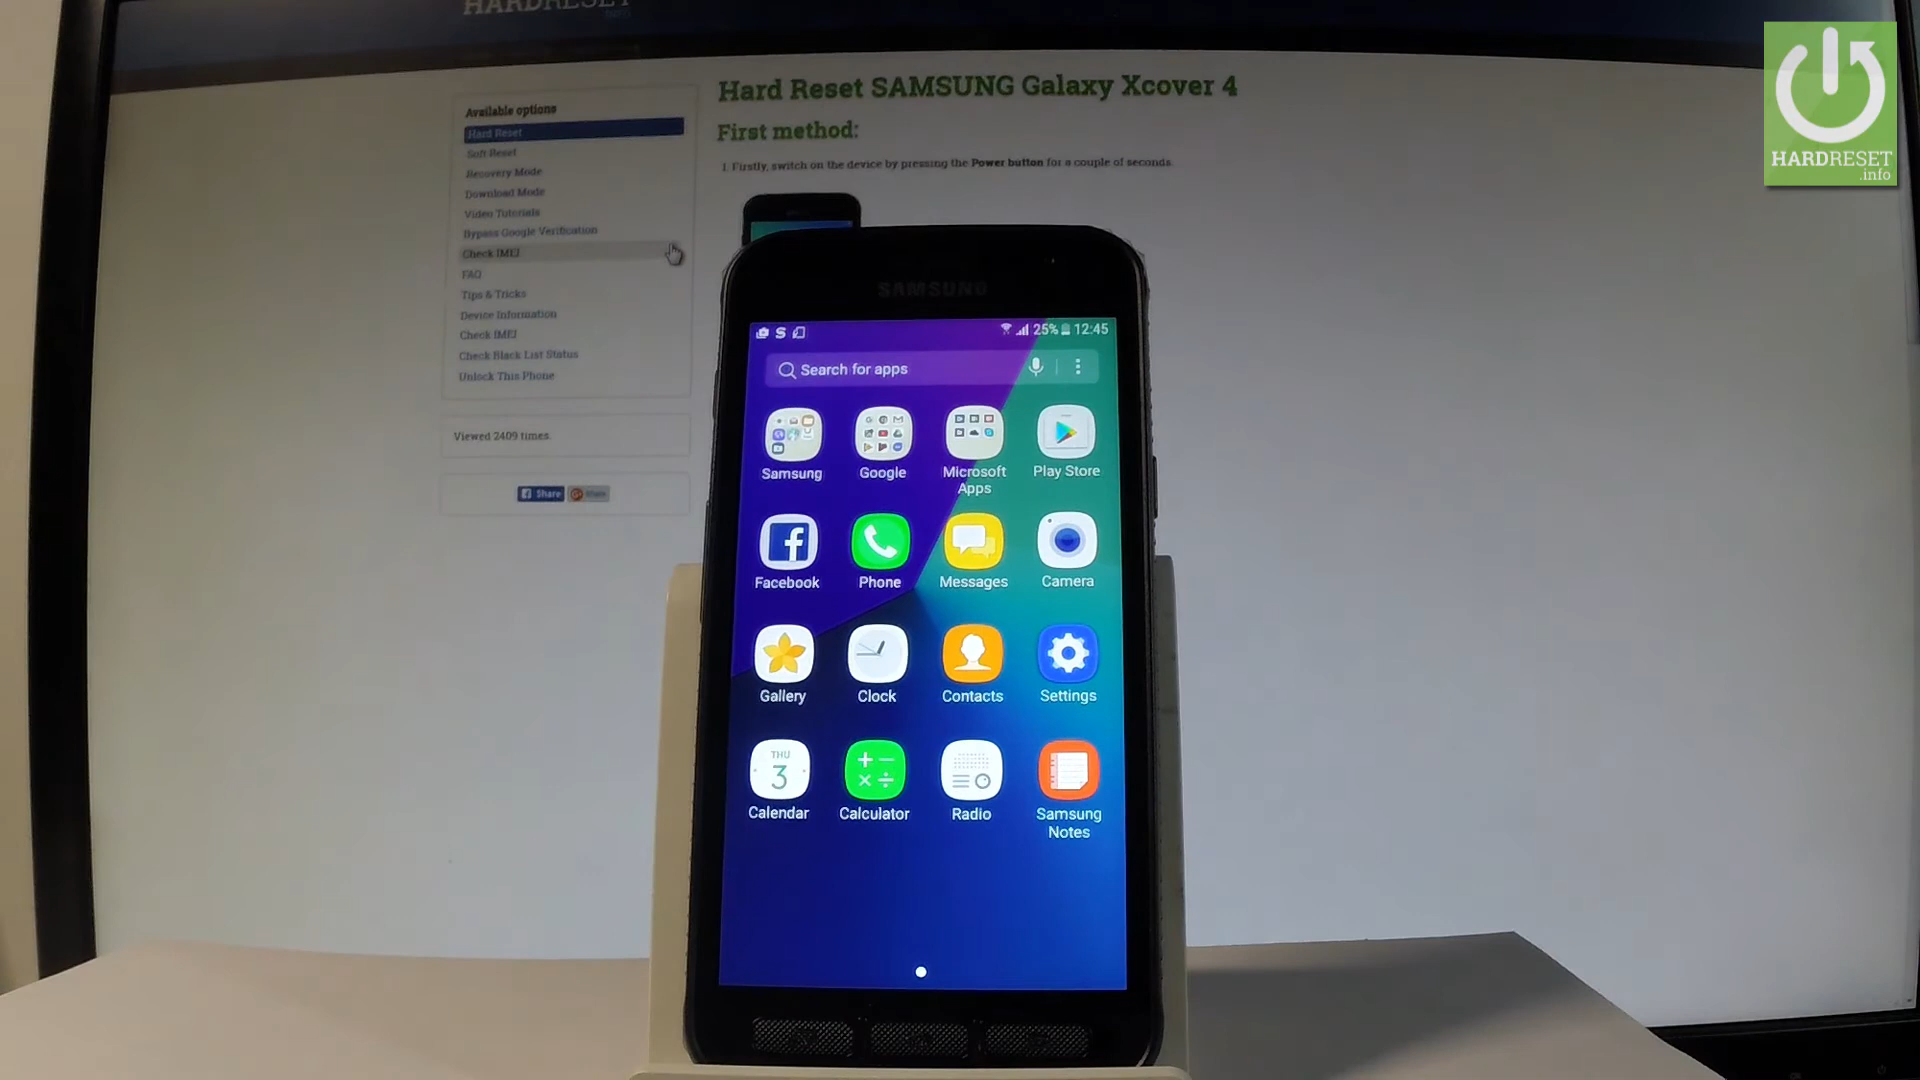 HARDRESET
INFO
Hard Reset SAMSUNG Galaxy Xcover 4
First method:
1. Firstly, switch on the device by pressing the Power button for a couple of seconds.
Available options
Hard Reset
Soft Reset
Recovery Mode
Download Mode
Video Tutorials
Bypass Google Verification
Check IMEI
FAQ
Tips & Tricks
Device Information
Check IMEI
Check Black List Status
Unlock This Phone
Viewed 2409 times.
Share
Share
SAMSUNG
25% 12:45
Search for apps
Samsung
Google
Microsoft Apps
Play Store
Facebook
Phone
Messages
Camera
Gallery
Clock
Contacts
Settings
THU
3
Calendar
Calculator
Radio
Samsung Notes
HARDRESET
.info